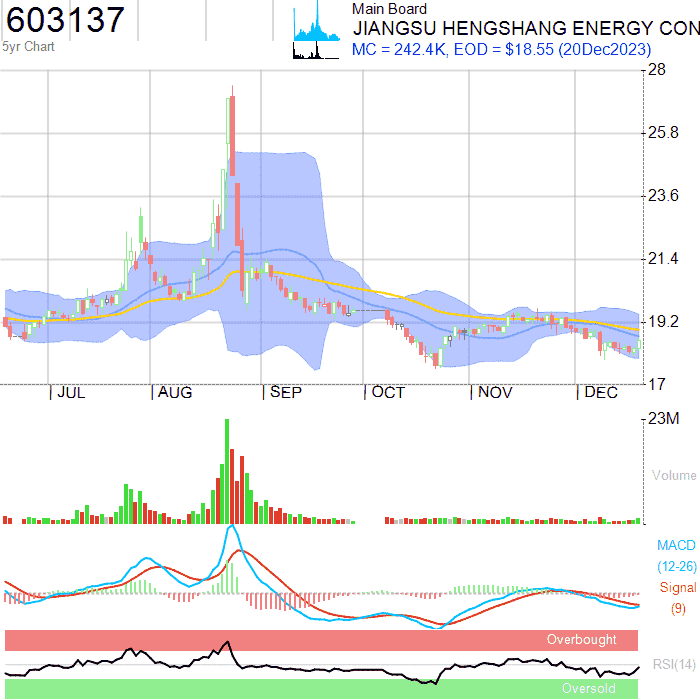 603137
5yr Chart
Main Board
JIANGSU HENGSHANG ENERGY CON
MC = 242.4K, EOD = $18.55 (20Dec2023)
28
25.8
23.6
21.4
19.2
17
JUL AUG SEP OCT NOV DEC
23M
Volume
MACD
(12-26)
Signal
(9)
Overbought
RSI(14)
Oversold